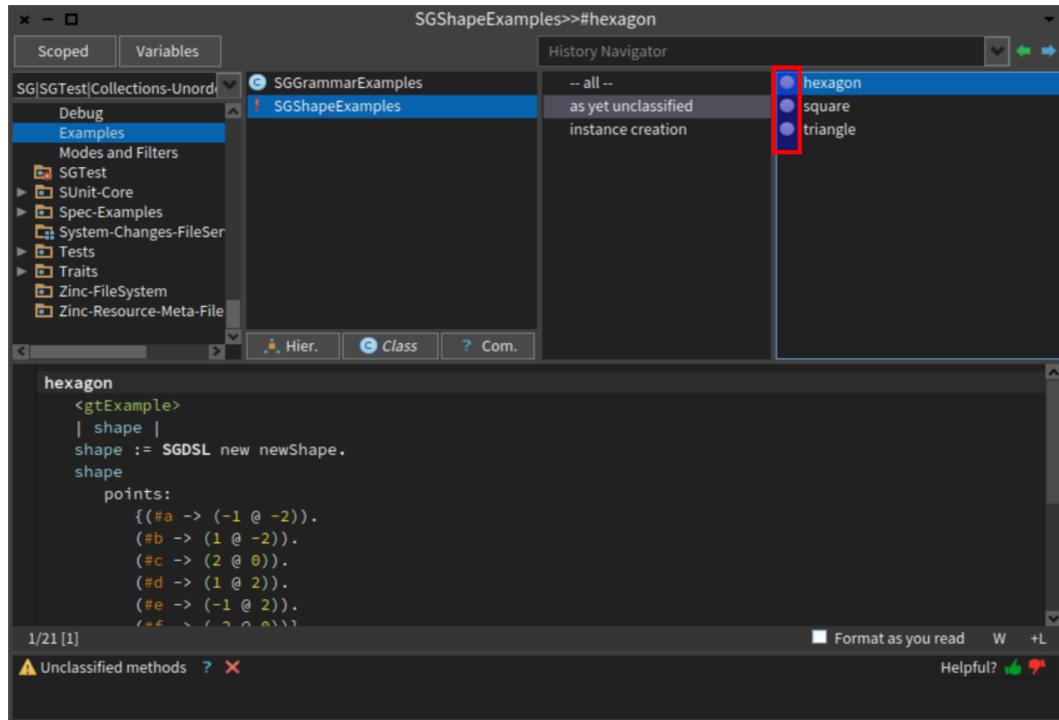 SGShapeExamples>>#hexagon
Scoped
Variables
History Navigator
SG|SGTest|Collections-Unord
Debug
Examples
Modes and Filters
SGTest
SUnit-Core
Spec-Examples
System-Changes-FileSer
Tests
Traits
Zinc-FileSystem
Zinc-Resource-Meta-File
SGGrammarExamples
SGShapeExamples
Hier.
Class
? Com.
-- all --
as yet unclassified
instance creation
hexagon
square
triangle
hexagon
<gtExample>
| shape |
shape := SGDSL new newShape.
shape
points:
{(#a -> (-1 @ -2)).
(#b -> (1 @ -2)).
(#c -> (2 @ 0)).
(#d -> (1 @ 2)).
(#e -> (-1 @ 2)).
1/21 [1]
Format as you read
W
+L
Unclassified methods ?
Helpful?